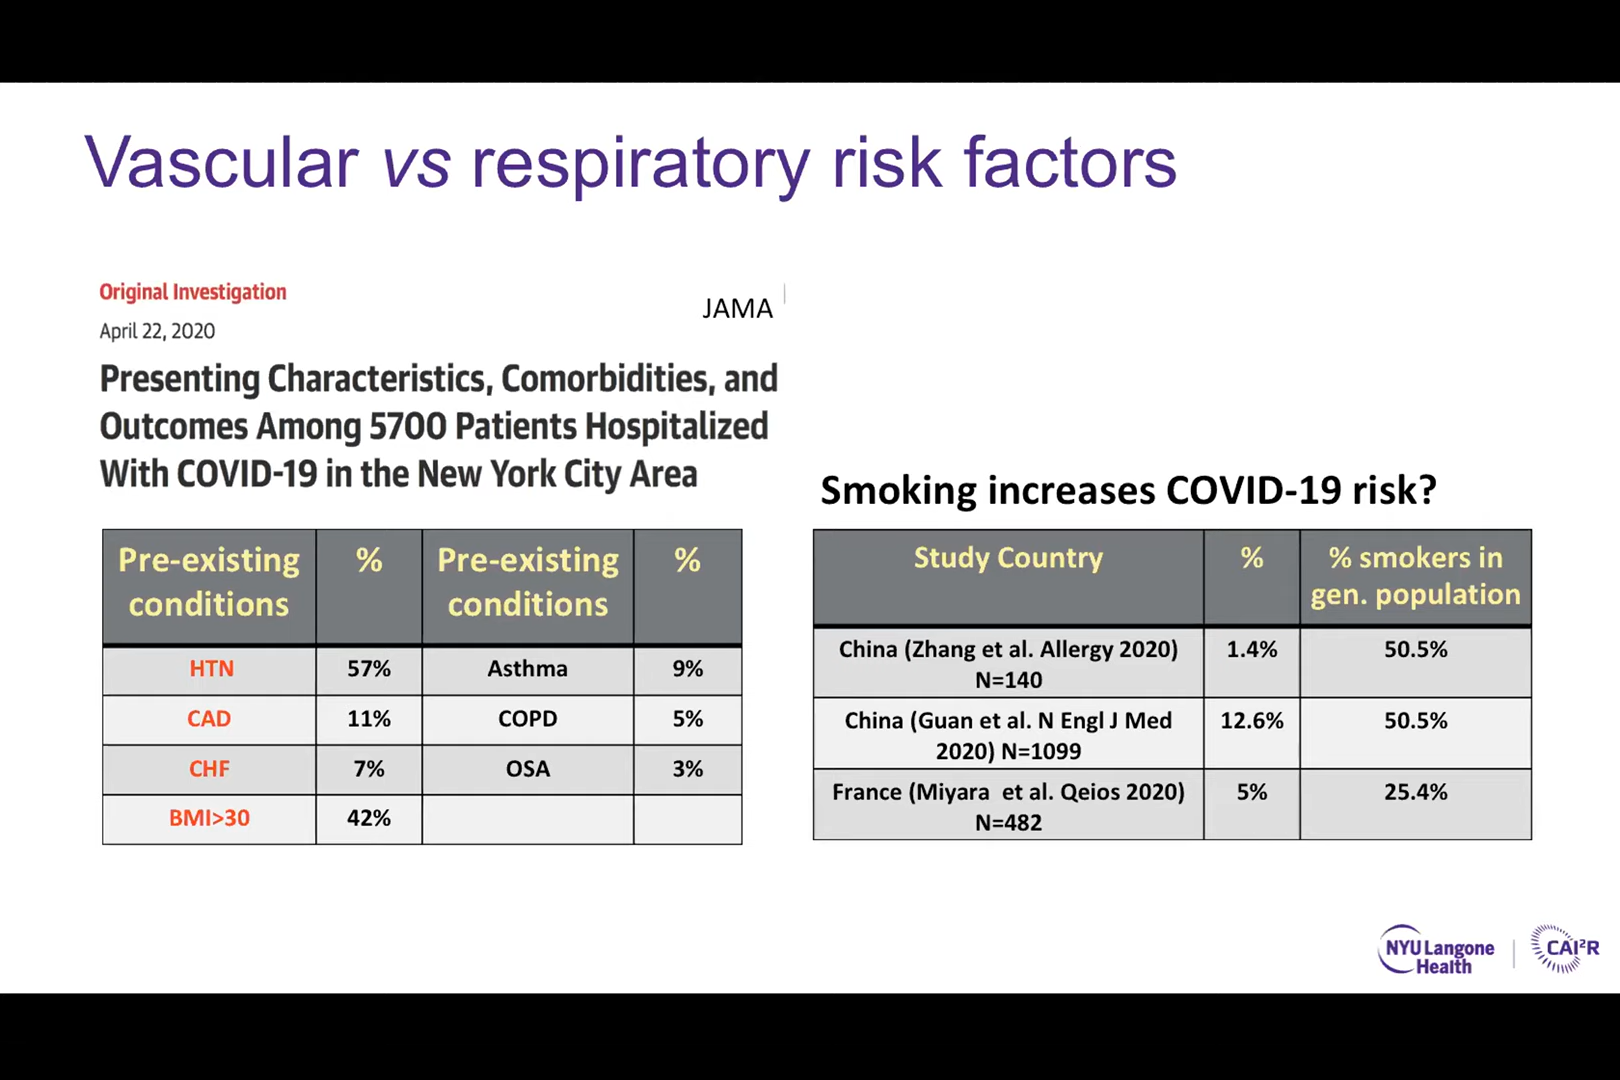 Vascular vs respiratory risk factors
Original Investigation
JAMA
April 22, 2020
Presenting Characteristics, Comorbidities, and
Outcomes Among 5700 Patients Hospitalized
With COVID-19 in the New York City Area
Pre-existing conditions % Pre-existing conditions %
HTN 57% Asthma 9%
CAD 11% COPD 5%
CHF 7% OSA 3%
BMI>30 42%
Smoking increases COVID-19 risk?
Study Country % % smokers in gen. population
China (Zhang et al. Allergy 2020) N=140 1.4% 50.5%
China (Guan et al. N Engl J Med 2020) N=1099 12.6% 50.5%
France (Miyara et al. Qeios 2020) N=482 5% 25.4%
NYU Langone
Health
CAI²R